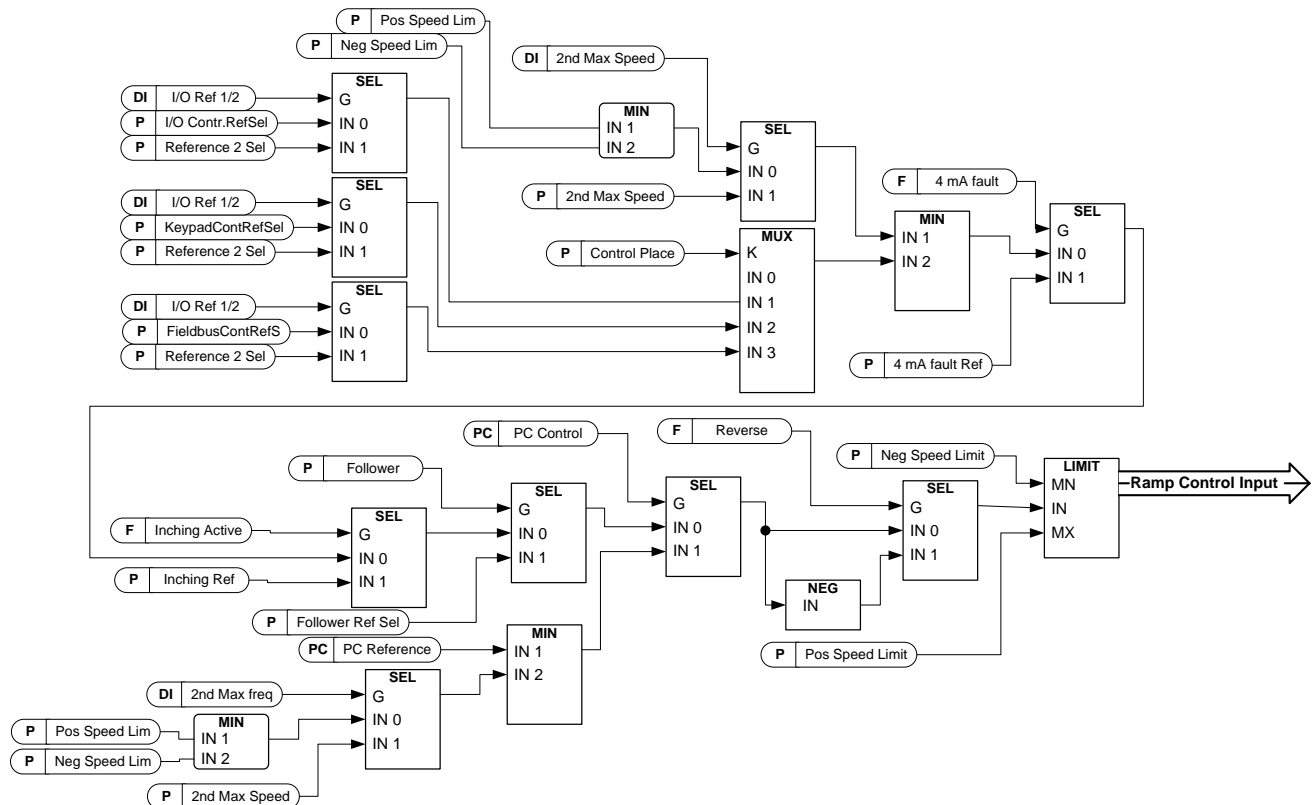 P Pos Speed Lim
P Neg Speed Lim
DI 2nd Max Speed
SEL
DI I/O Ref 1/2
G
P I/O Contr.RefSel
IN 0
P Reference 2 Sel
IN 1
MIN
IN 1
IN 2
SEL
G
IN 0
P 2nd Max Speed
IN 1
SEL
DI I/O Ref 1/2
G
P KeypadContRefSel
IN 0
P Reference 2 Sel
IN 1
F 4 mA fault
MIN
IN 1
IN 2
SEL
G
IN 0
IN 1
MUX
P Control Place
K
IN 0
IN 1
IN 2
IN 3
SEL
DI I/O Ref 1/2
G
P FieldbusContRefS
IN 0
P Reference 2 Sel
IN 1
P 4 mA fault Ref
PC PC Control
F Reverse
P Neg Speed Limit
P Follower
LIMIT
MN
IN
MX
Ramp Control Input
SEL
G
IN 0
IN 1
SEL
G
IN 0
IN 1
SEL
G
IN 0
IN 1
SEL
F Inching Active
G
IN 0
P Inching Ref
IN 1
NEG
IN
P Follower Ref Sel
PC PC Reference
MIN
IN 1
IN 2
P Pos Speed Limit
SEL
DI 2nd Max freq
G
IN 0
IN 1
MIN
P Pos Speed Lim
IN 1
P Neg Speed Lim
IN 2
P 2nd Max Speed